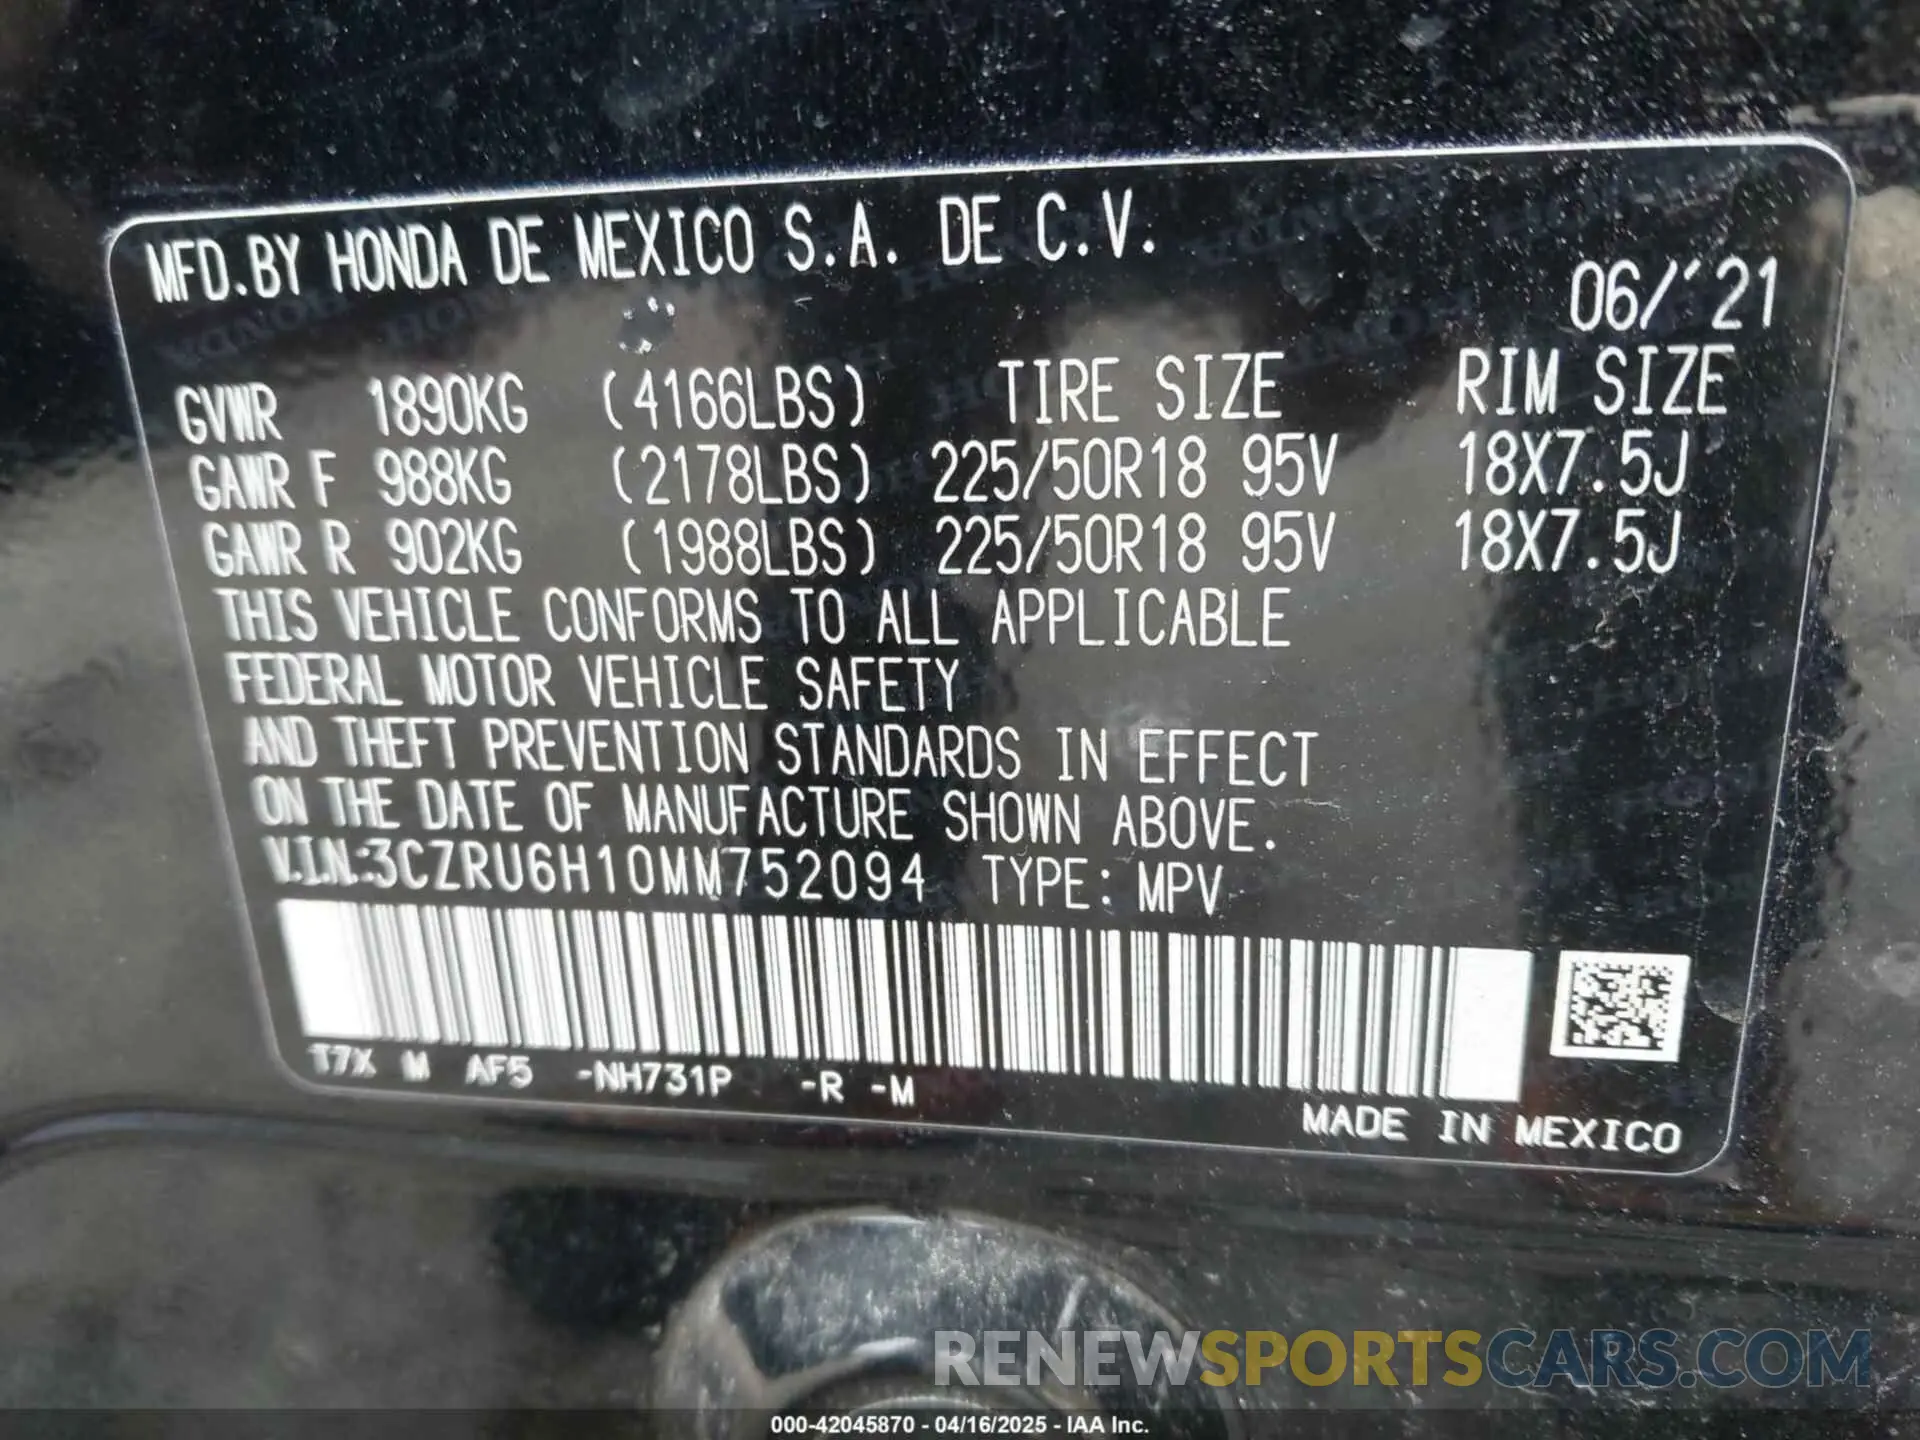 MFD.BY HONDA DE MEXICO S.A. DE C.V.
06/'21
GVWR 1890KG (4166LBS) TIRE SIZE RIM SIZE
GAWR F 988KG (2178LBS) 225/50R18 95V 18X7.5J
GAWR R 902KG (1988LBS) 225/50R18 95V 18X7.5J
THIS VEHICLE CONFORMS TO ALL APPLICABLE
FEDERAL MOTOR VEHICLE SAFETY
AND THEFT PREVENTION STANDARDS IN EFFECT
ON THE DATE OF MANUFACTURE SHOWN ABOVE.
V.I.N.:3CZRU6H10MM752094 TYPE: MPV
T7X M AF5 -NH731P -R -M
MADE IN MEXICO
RENEWSPORTSCARS.COM
000-42045870 - 04/16/2025 - IAA Inc.